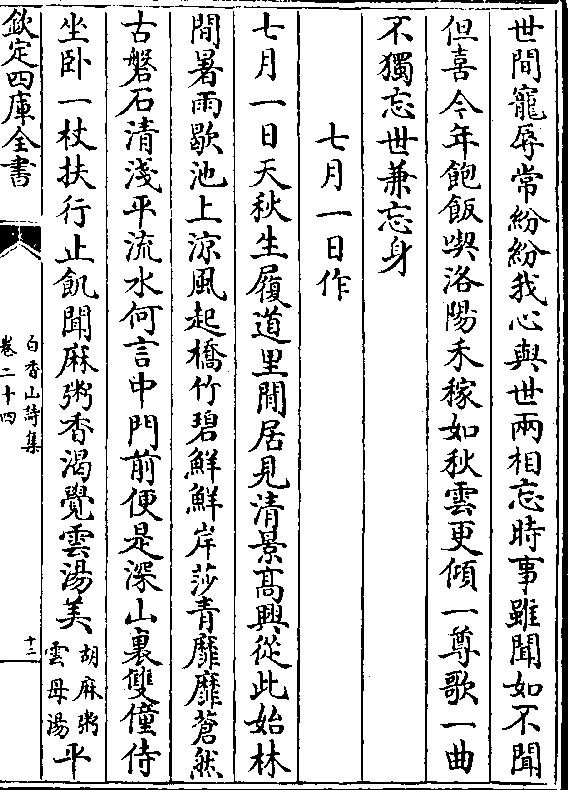 世間寵辱常紛紛我心與世兩相忘時事雖聞如不聞
但喜今年飽飯喫洛陽禾稼如秋雲更傾一尊歌一曲
不獨忘世兼忘身
七月一日作
七月一日天秋生履道里閒居見清景高興從此始林
間暑雨歇池上涼風起橋竹碧鮮鮮岸莎青靡靡蒼然
古磐石清淺平流水何言中門前便是深山裏雙僮侍
坐卧一杖扶行止飢聞麻粥香渴覺雲湯美胡麻粥雲母湯平
欽定四庫全書
白香山詩集
卷二十四
十二